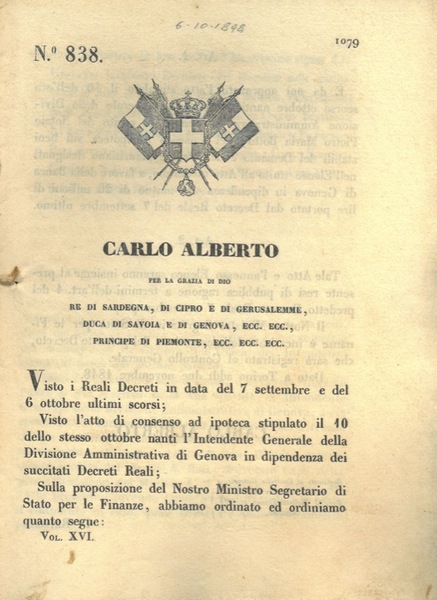 6-10-1848
1079
N.º 838.
CARLO ALBERTO
PER LA GRAZIA DI DIO
RE DI SARDEGNA, DI CIPRO E DI GERUSALEMME,
DUCA DI SAVOIA E DI GENOVA, ECC. ECC.,
PRINCIPE DI PIEMONTE, ECC. ECC. ECC.
Visto i Reali Decreti in data del 7 settembre e del
6 ottobre ultimi scorsi;
Visto l'atto di consenso ad ipoteca stipulato il 10
dello stesso ottobre nanti l'Intendente Generale della
Divisione Amministrativa di Genova in dipendenza dei
succitati Decreti Reali;
Sulla proposizione del Nostro Ministro Segretario di
Stato per le Finanze, abbiamo ordinato ed ordiniamo
quanto segue:
VOL. XVI.